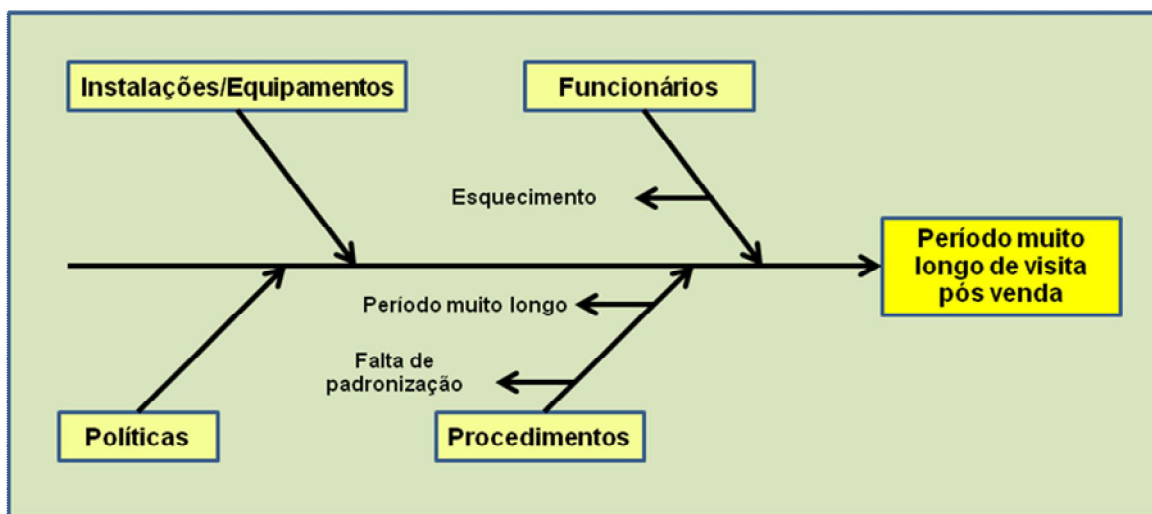 Instalações/Equipamentos
Funcionários
Esquecimento
Período muito
longo de visita
pós venda
Período muito longo
Falta de
padronização
Políticas
Procedimentos